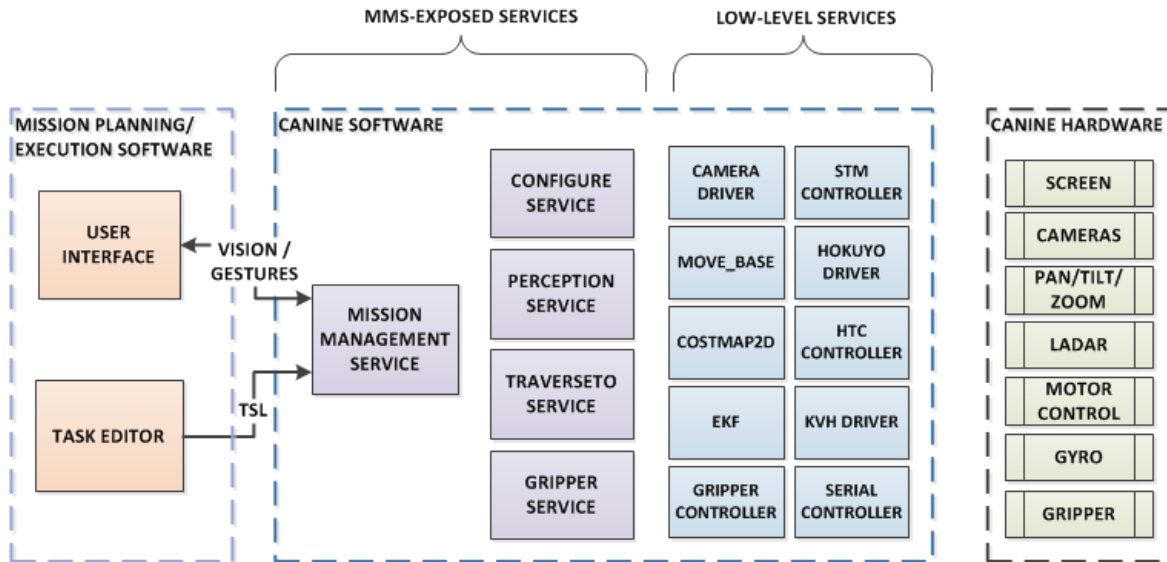 MMS-EXPOSED SERVICES
LOW-LEVEL SERVICES
MISSION PLANNING/
EXECUTION SOFTWARE
USER
INTERFACE
TASK EDITOR
VISION /
GESTURES
TSL
CANINE SOFTWARE
MISSION
MANAGEMENT
SERVICE
CONFIGURE
SERVICE
PERCEPTION
SERVICE
TRAVERSETO
SERVICE
GRIPPER
SERVICE
CAMERA
DRIVER
STM
CONTROLLER
MOVE_BASE
HOKUYO
DRIVER
COSTMAP2D
HTC
CONTROLLER
EKF
KVH DRIVER
GRIPPER
CONTROLLER
SERIAL
CONTROLLER
CANINE HARDWARE
SCREEN
CAMERAS
PAN/TILT/
ZOOM
LADAR
MOTOR
CONTROL
GYRO
GRIPPER